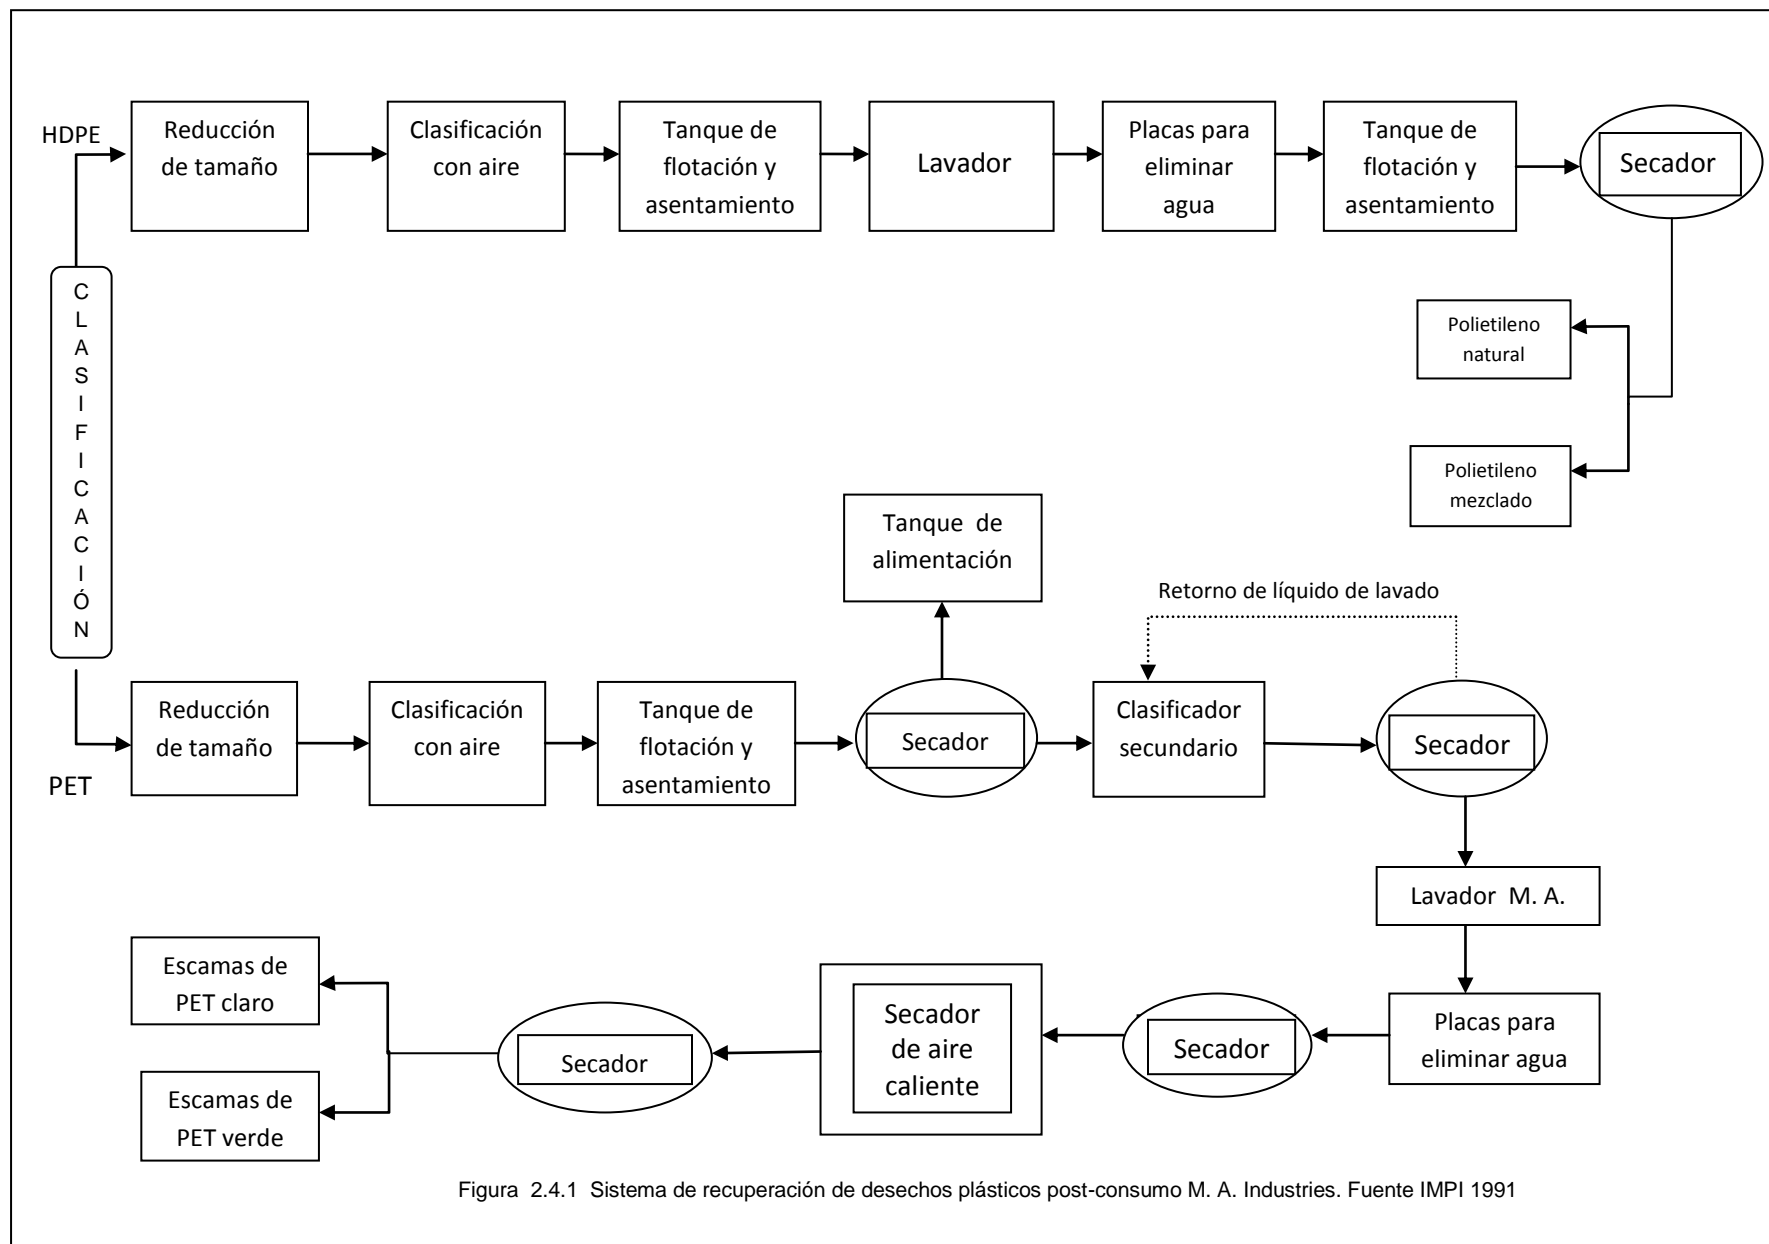 HDPE
Reducción
de tamaño
Clasificación
con aire
Tanque de
flotación y
asentamiento
Lavador
Placas para
eliminar
agua
Tanque de
flotación y
asentamiento
Secador
CLASIFICACIÓN
Polietileno
natural
Polietileno
mezclado
Tanque de
alimentación
Retorno de líquido de lavado
PET
Reducción
de tamaño
Clasificación
con aire
Tanque de
flotación y
asentamiento
Secador
Clasificador
secundario
Secador
Lavador M. A.
Placas para
eliminar agua
Secador
Secador
de aire
caliente
Secador
Escamas de
PET claro
Escamas de
PET verde
Figura 2.4.1 Sistema de recuperación de desechos plásticos post-consumo M. A. Industries. Fuente IMPI 1991